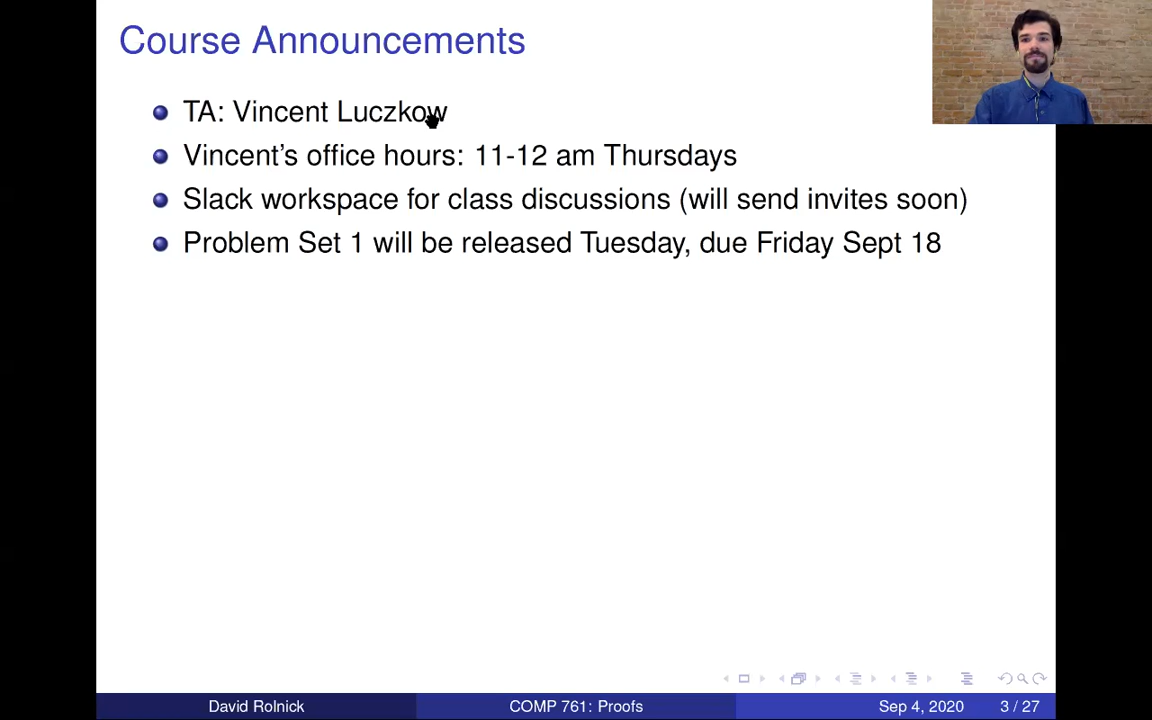 Course Announcements
TA: Vincent Luczkow
Vincent's office hours: 11-12 am Thursdays
Slack workspace for class discussions (will send invites soon)
Problem Set 1 will be released Tuesday, due Friday Sept 18
David Rolnick
COMP 761: Proofs
Sep 4, 2020
3 / 27